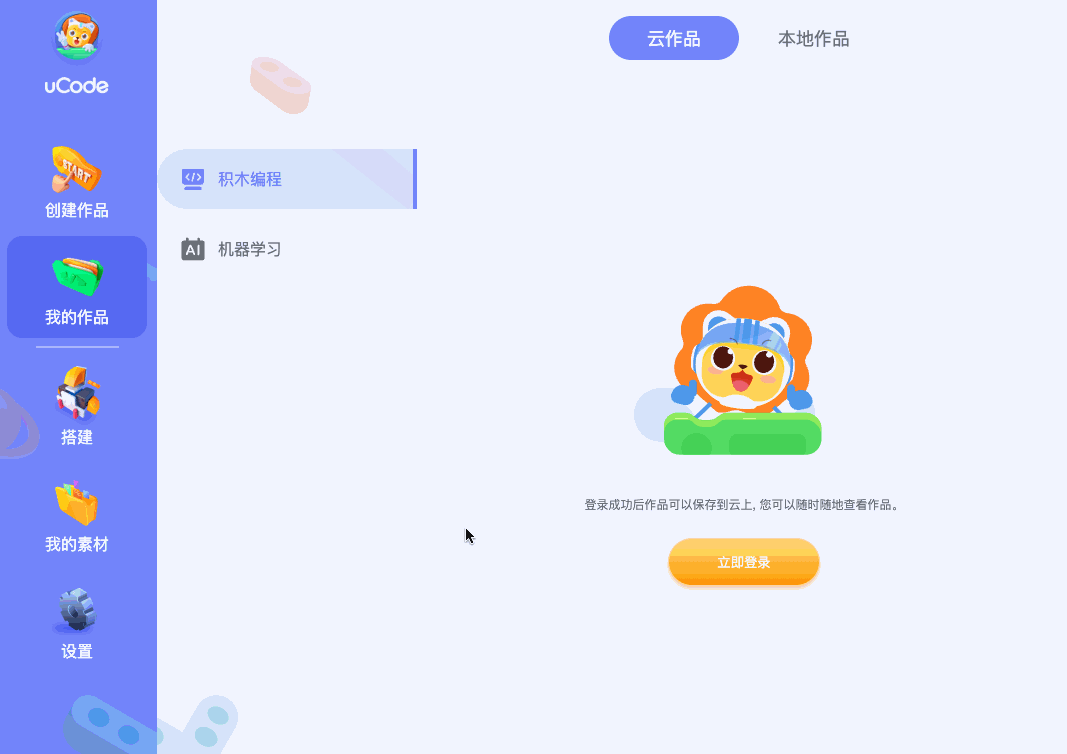 uCode
START
创建作品
我的作品
搭建
我的素材
设置
积木编程
AI
机器学习
云作品
本地作品
登录成功后作品可以保存到云上, 您可以随时随地查看作品。
立即登录